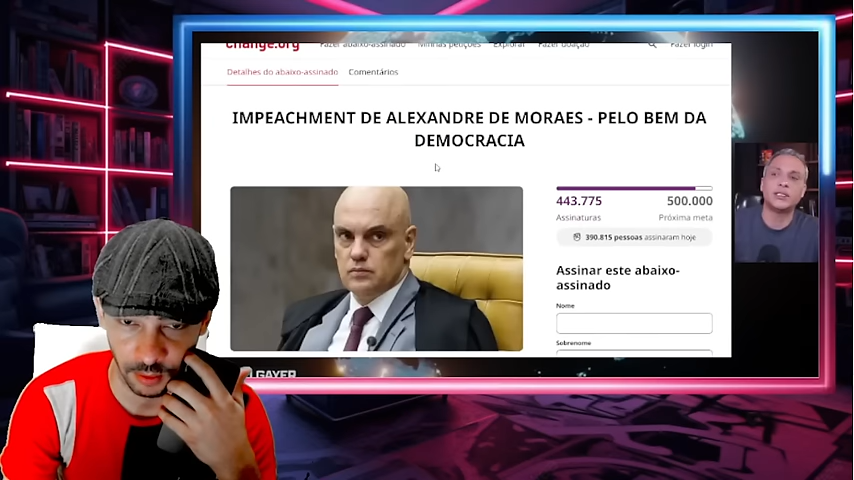 change.org Fazer abaixo-assinado Minhas petições Explorar Fazer doação Fazer login
Detalhes do abaixo-assinado Comentários
IMPEACHMENT DE ALEXANDRE DE MORAES - PELO BEM DA
DEMOCRACIA
443.775 500.000
Assinaturas Próxima meta
390.815 pessoas assinaram hoje
Assinar este abaixo-
assinado
Nome
Sobrenome
GAYER